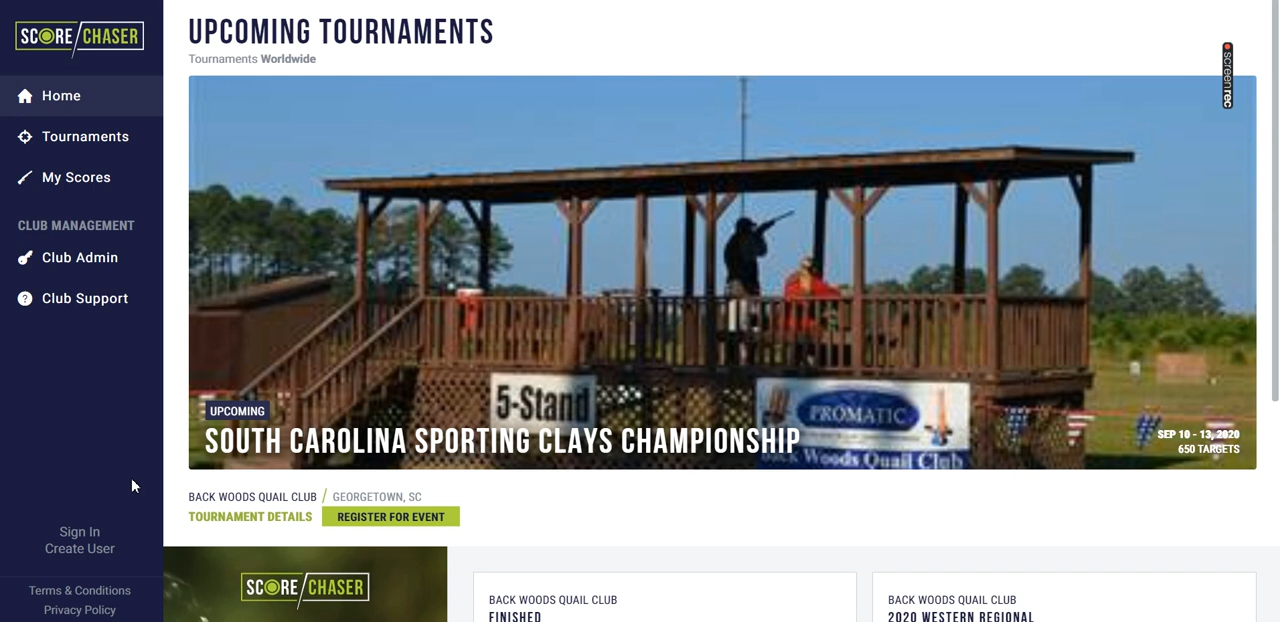 SCORE/CHASER
Home
Tournaments
My Scores
CLUB MANAGEMENT
Club Admin
Club Support
Sign In
Create User
Terms & Conditions
Privacy Policy
UPCOMING TOURNAMENTS
Tournaments Worldwide
screenrec
5-Stand
PROMATIC
Back Woods Quail Club
UPCOMING
SOUTH CAROLINA SPORTING CLAYS CHAMPIONSHIP
SEP 10 - 13, 2020
650 TARGETS
BACK WOODS QUAIL CLUB / GEORGETOWN, SC
TOURNAMENT DETAILS
REGISTER FOR EVENT
SCORE/CHASER
BACK WOODS QUAIL CLUB
FINISHED
BACK WOODS QUAIL CLUB
2020 WESTERN REGIONAL